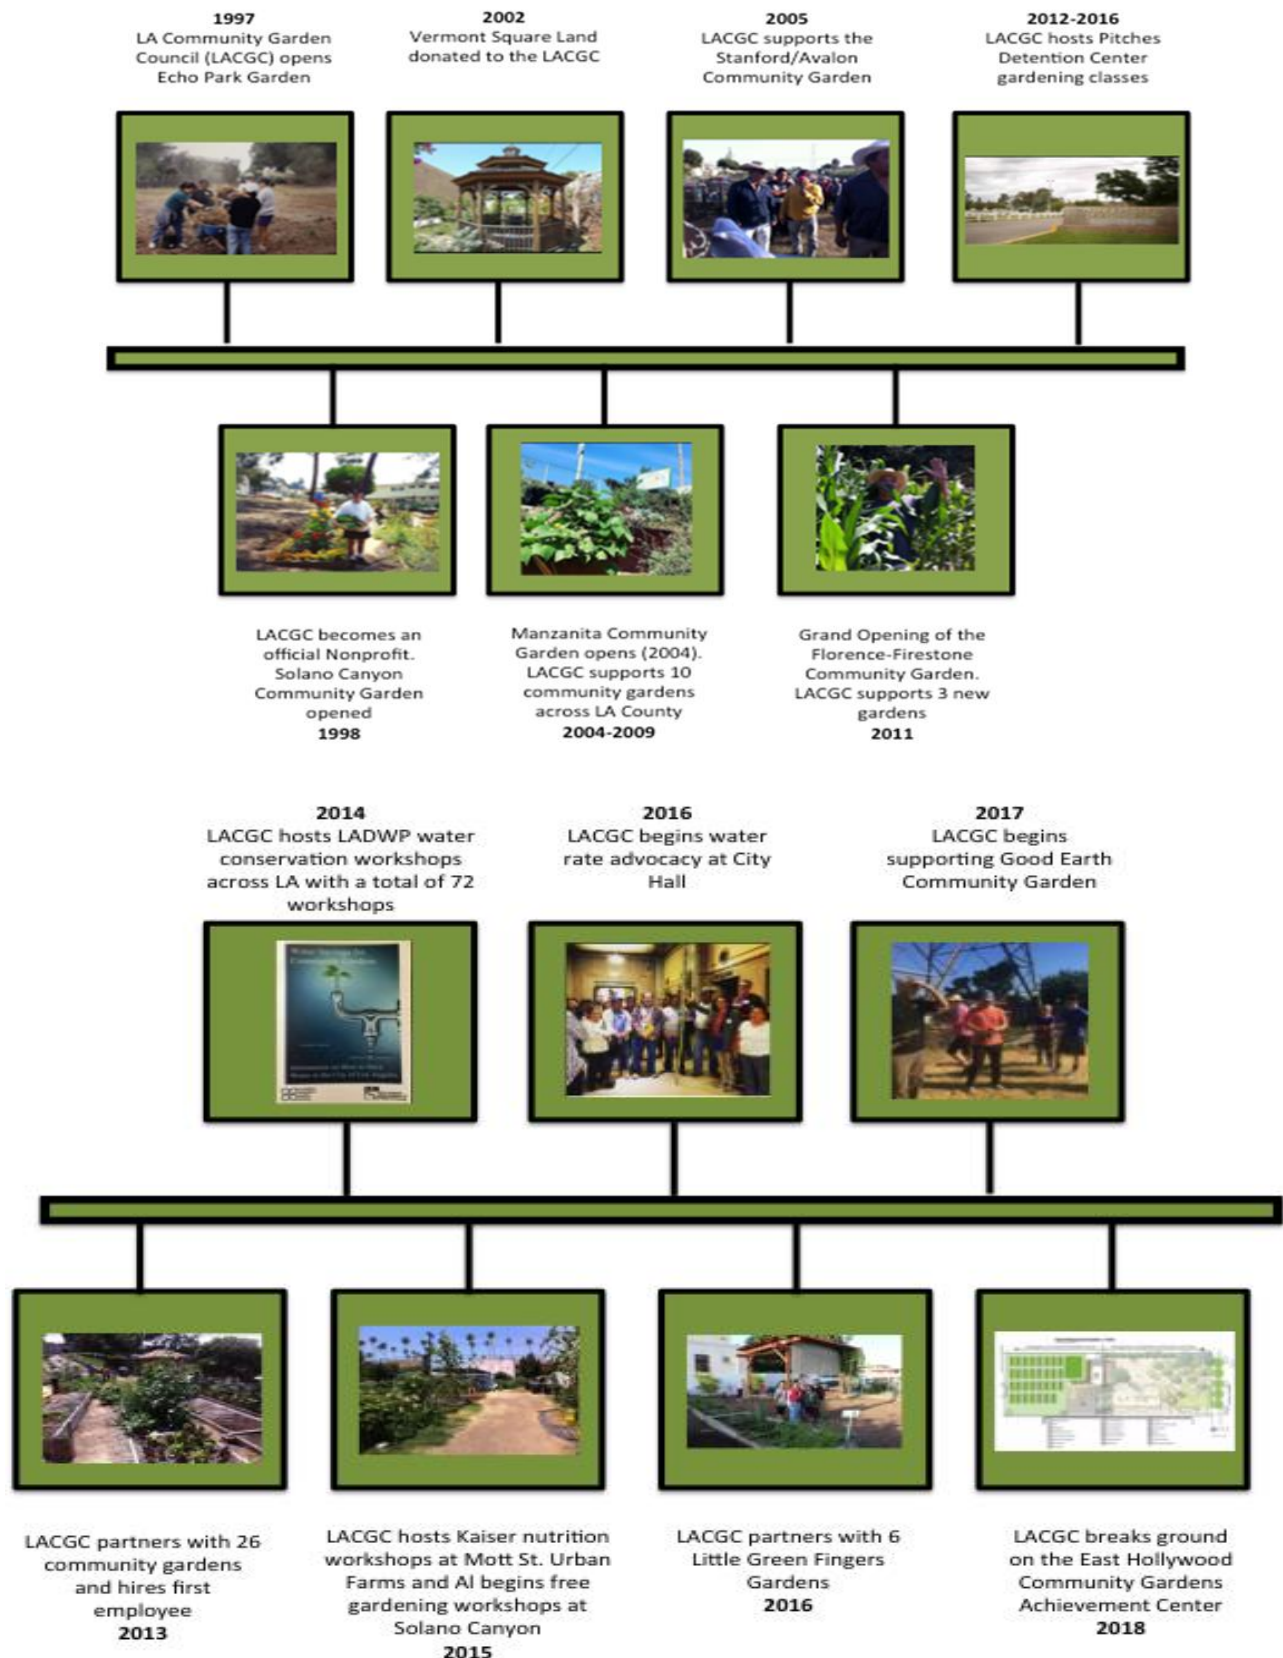 1997
LA Community Garden
Council (LACGC) opens
Echo Park Garden
2002
Vermont Square Land
donated to the LACGC
2005
LACGC supports the
Stanford/Avalon
Community Garden
2012-2016
LACGC hosts Pitches
Detention Center
gardening classes
LACGC becomes an
official Nonprofit.
Solano Canyon
Community Garden
opened
1998
Manzanita Community
Garden opens (2004).
LACGC supports 10
community gardens
across LA County
2004-2009
Grand Opening of the
Florence-Firestone
Community Garden.
LACGC supports 3 new
gardens
2011
2014
LACGC hosts LADWP water
conservation workshops
across LA with a total of 72
workshops
2016
LACGC begins water
rate advocacy at City
Hall
2017
LACGC begins
supporting Good Earth
Community Garden
Community Gardens
LACGC partners with 26
community gardens
and hires first
employee
2013
LACGC hosts Kaiser nutrition
workshops at Mott St. Urban
Farms and Al begins free
gardening workshops at
Solano Canyon
2015
LACGC partners with 6
Little Green Fingers
Gardens
2016
LACGC breaks ground
on the East Hollywood
Community Gardens
Achievement Center
2018